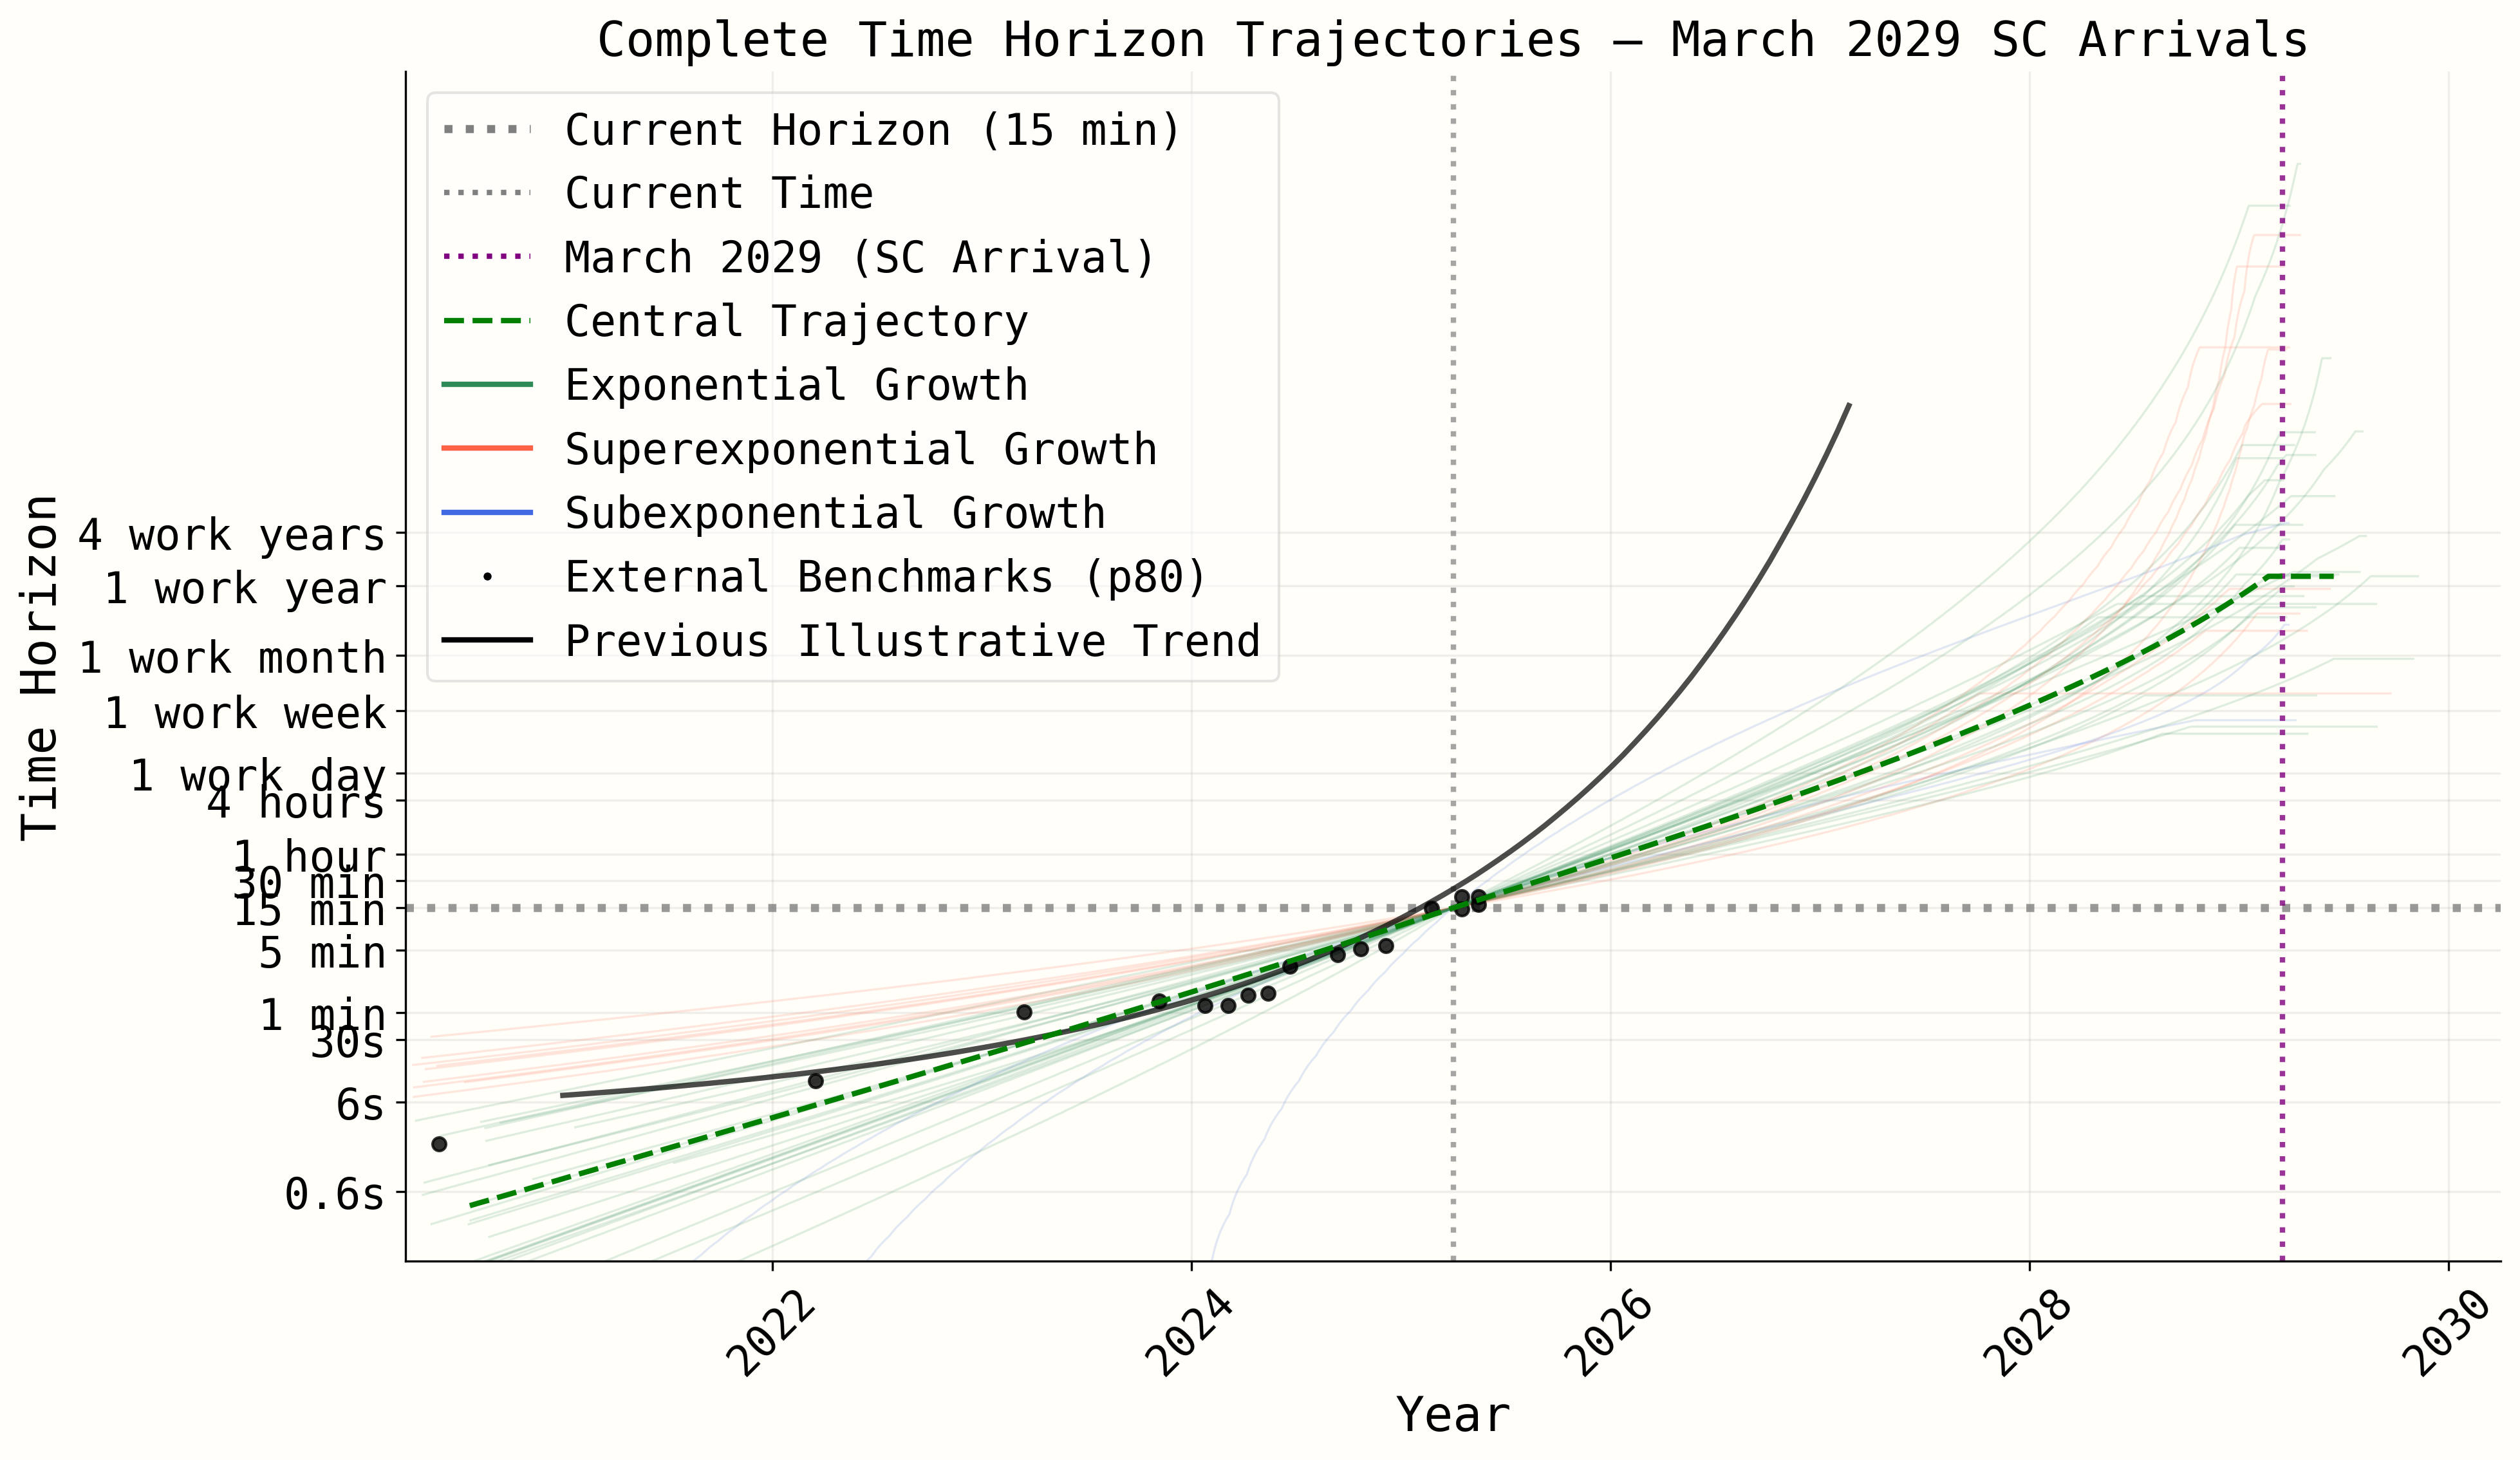 Complete Time Horizon Trajectories — March 2029 SC Arrivals
Current Horizon (15 min)
Current Time
March 2029 (SC Arrival)
Central Trajectory
Exponential Growth
Superexponential Growth
Subexponential Growth
External Benchmarks (p80)
Previous Illustrative Trend
Time Horizon
4 work years
1 work year
1 work month
1 work week
1 work day
4 hours
1 hour
30 min
15 min
5 min
1 min
30s
6s
0.6s
2022
2024
2026
2028
2030
Year